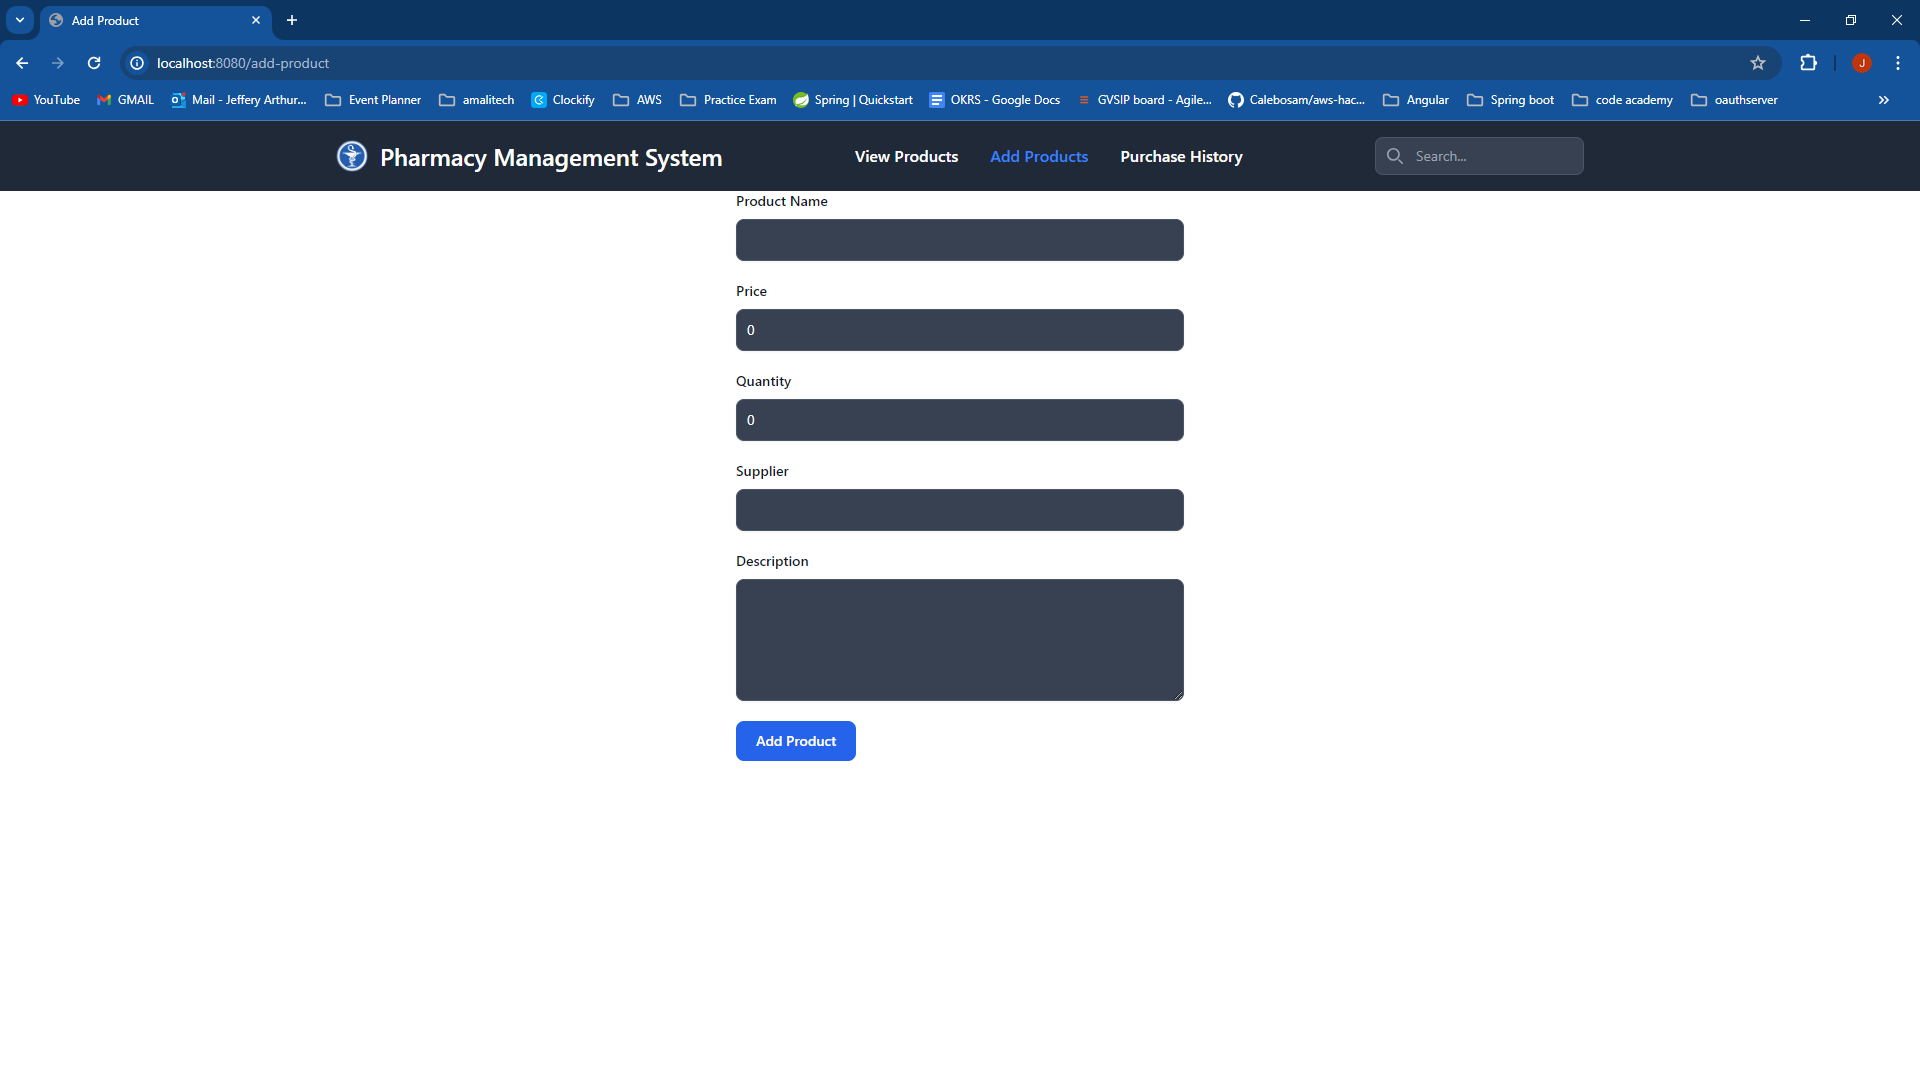 Add Product
localhost:8080/add-product
J
YouTube GMAIL Mail - Jeffery Arthur... Event Planner amalitech Clockify AWS Practice Exam Spring | Quickstart OKRS - Google Docs GVSIP board - Agile... Calebosam/aws-hac... Angular Spring boot code academy oauthserver
Pharmacy Management System View Products Add Products Purchase History Search...
Product Name
Price
0
Quantity
0
Supplier
Description
Add Product